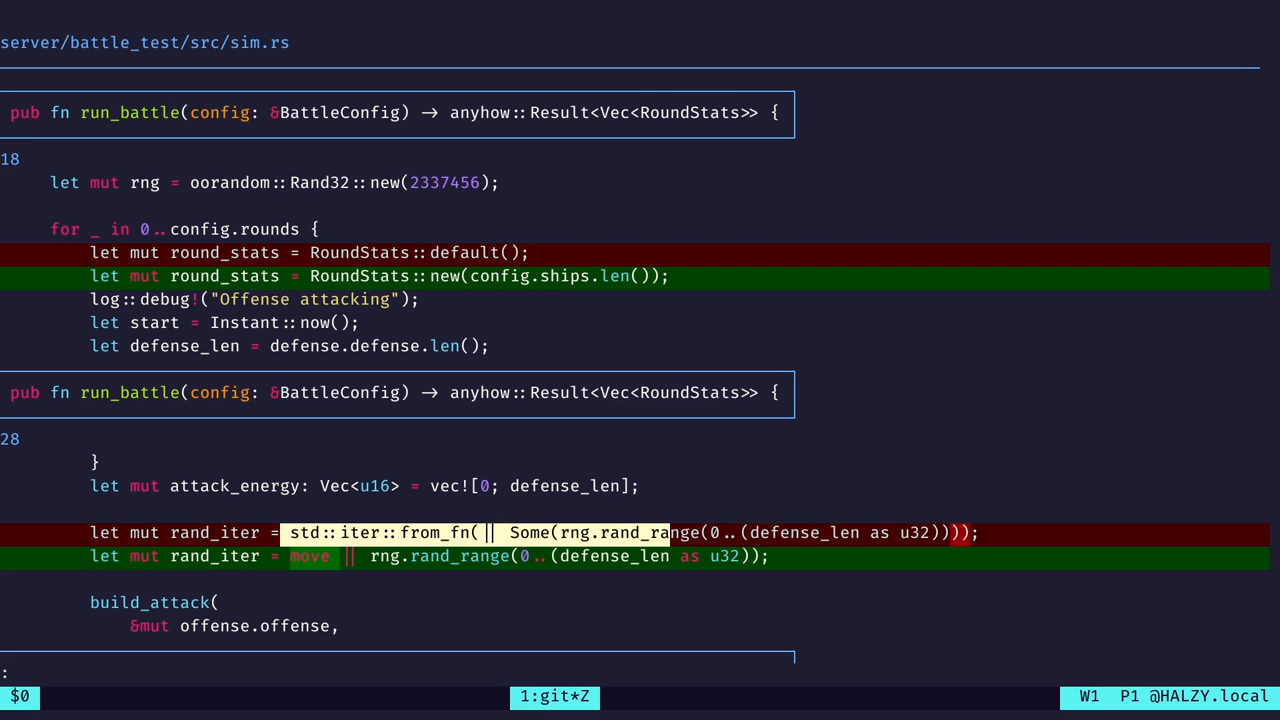 server/battle_test/src/sim.rs
pub fn run_battle(config: &BattleConfig) -> anyhow::Result<Vec<RoundStats>> {
18
let mut rng = oorandom::Rand32::new(2337456);
for _ in 0..config.rounds {
let mut round_stats = RoundStats::default();
let mut round_stats = RoundStats::new(config.ships.len());
log::debug!("Offense attacking");
let start = Instant::now();
let defense_len = defense.defense.len();
pub fn run_battle(config: &BattleConfig) -> anyhow::Result<Vec<RoundStats>> {
28
}
let mut attack_energy: Vec<u16> = vec![0; defense_len];
let mut rand_iter = std::iter::from_fn(|| Some(rng.rand_range(0..(defense_len as u32))));
let mut rand_iter = move || rng.rand_range(0..(defense_len as u32));
build_attack(
&mut offense.offense,
:
$0 1:git*Z W1 P1 @HALZY.local